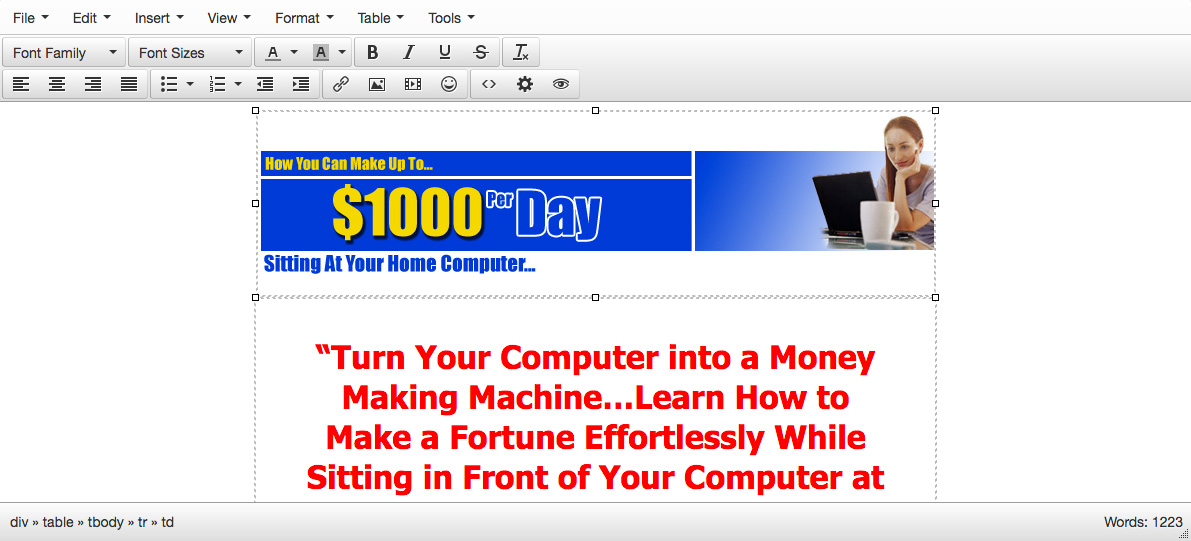 File Edit Insert View Format Table Tools
Font Family Font Sizes A A B I U S Tx
How You Can Make Up To...
$1000 Per Day
Sitting At Your Home Computer...
“Turn Your Computer into a Money
Making Machine...Learn How to
Make a Fortune Effortlessly While
Sitting in Front of Your Computer at
div » table » tbody » tr » td Words: 1223